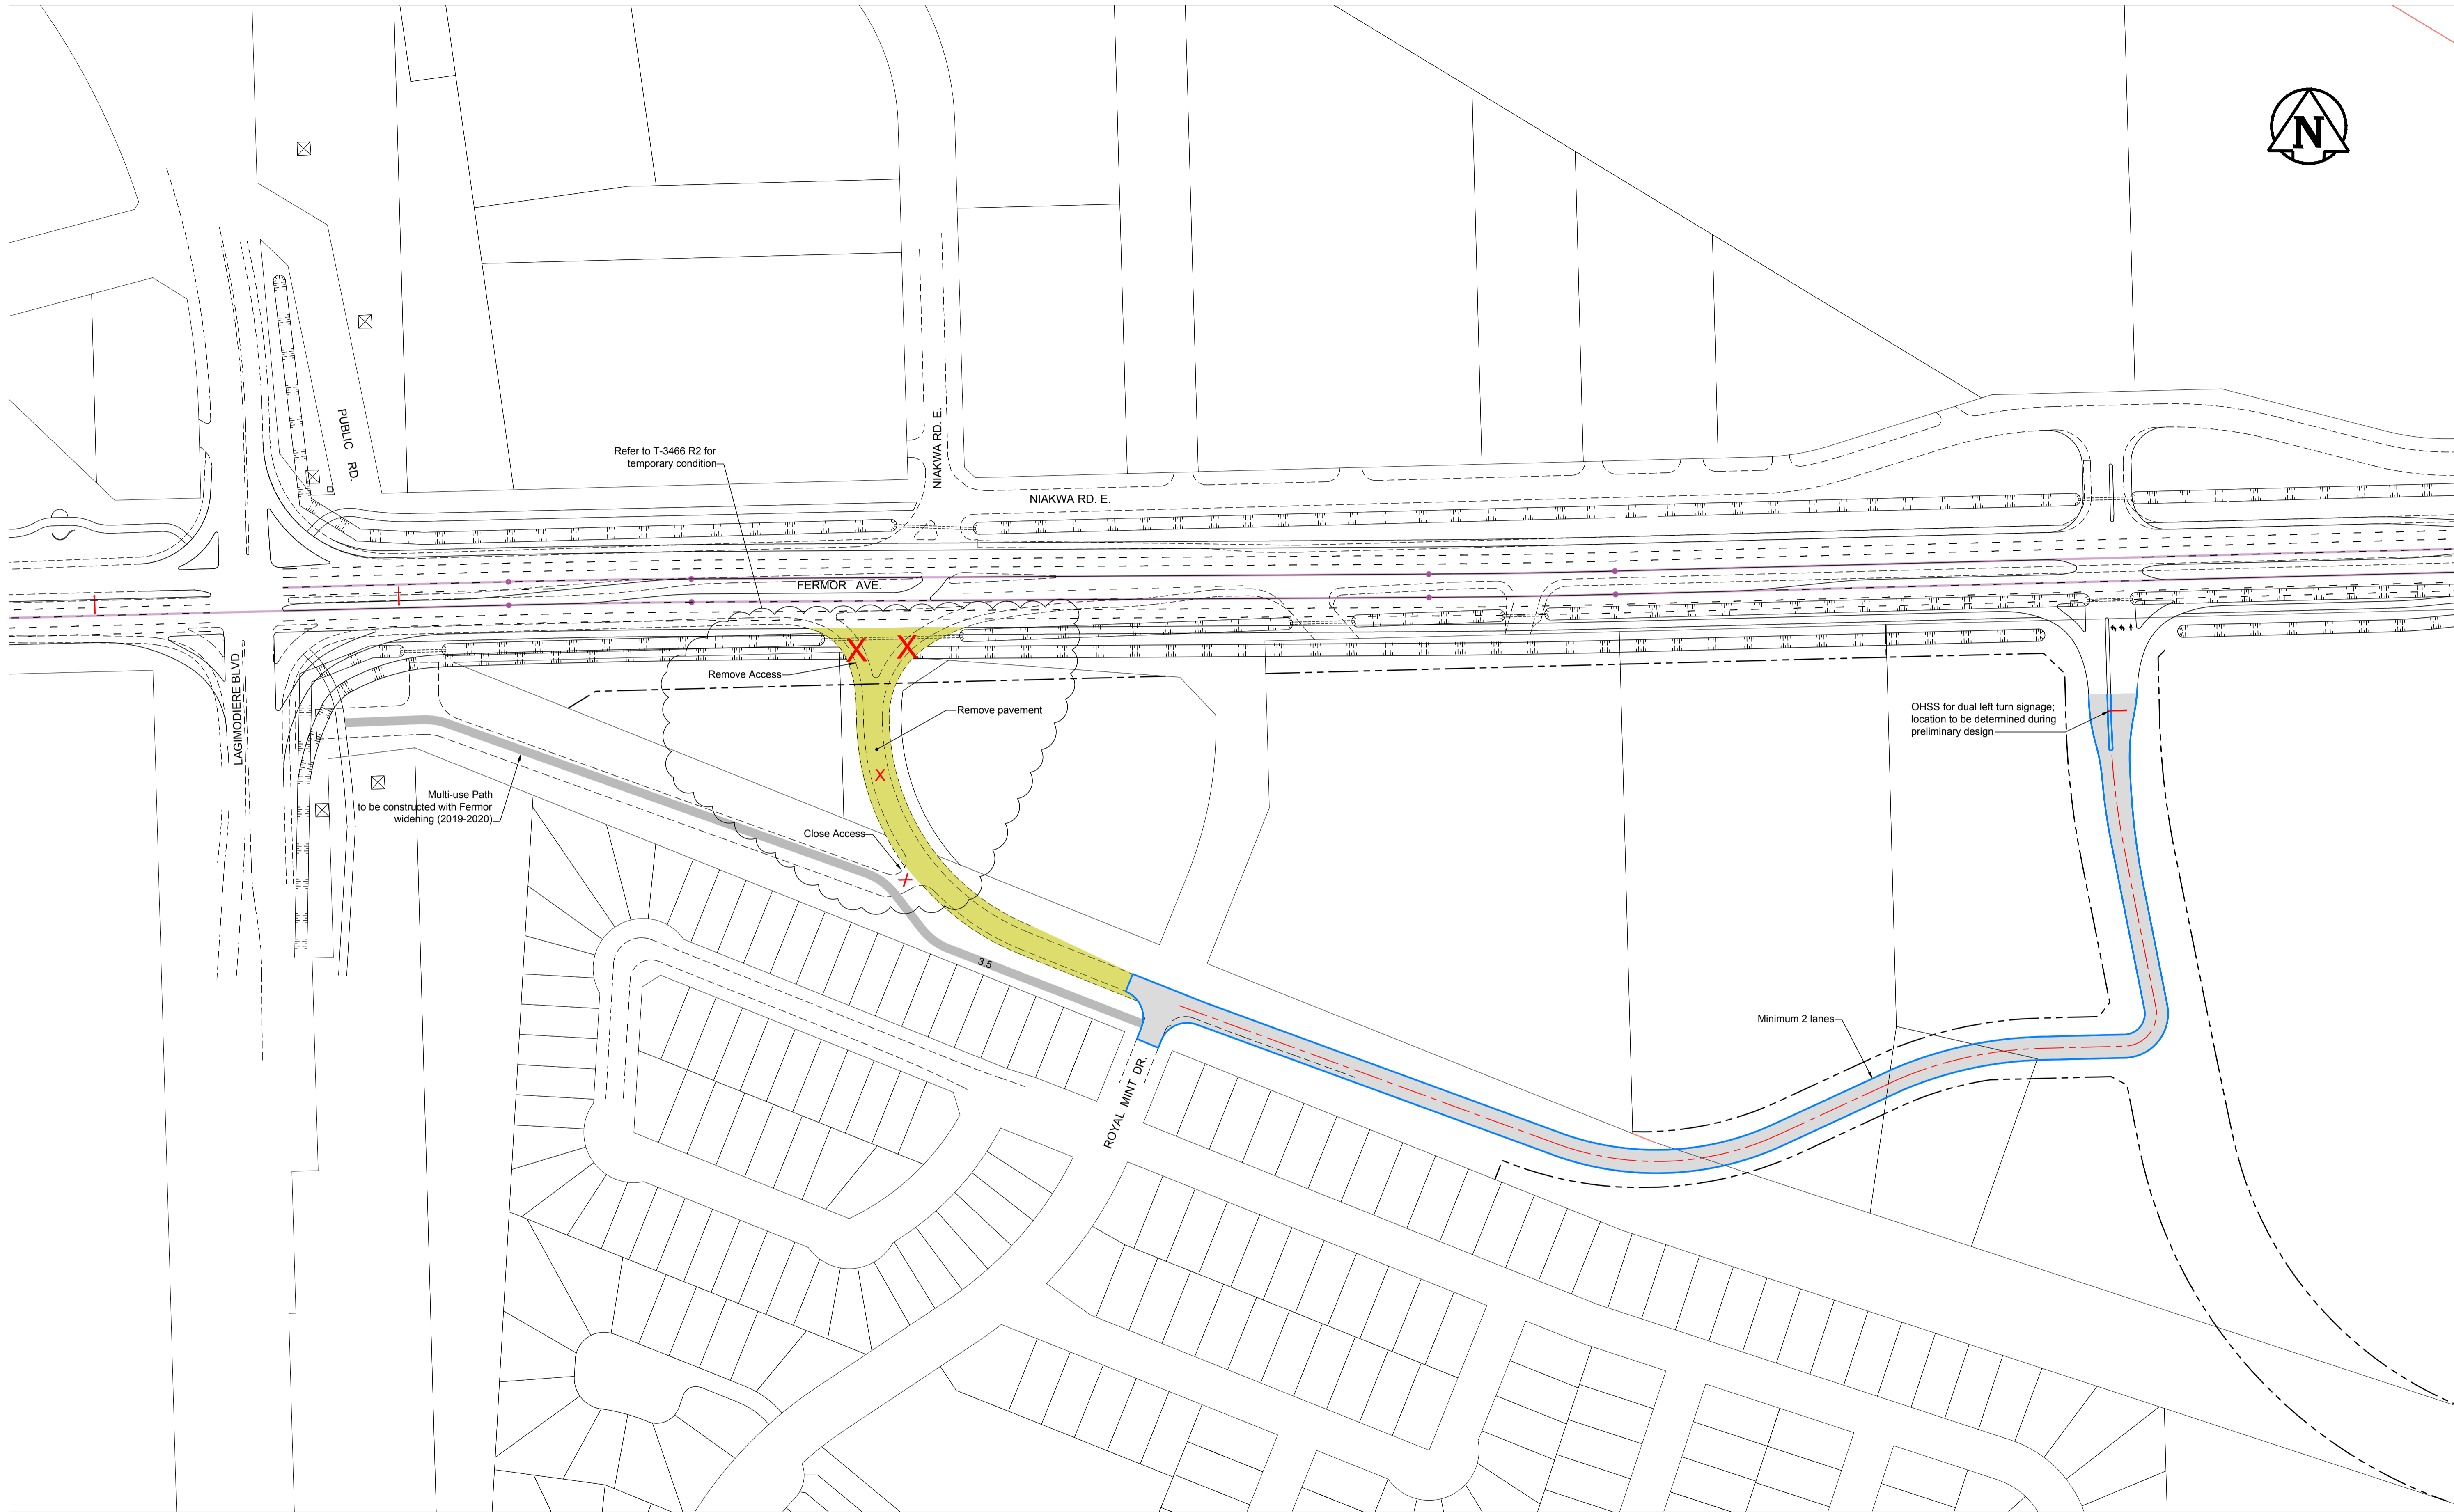 N
PUBLIC RD.
Refer to T-3466 R2 for
temporary condition
NIAKWA RD. E.
NIAKWA RD. E.
FERMOR AVE.
LAGIMODIERE BLVD
Remove Access
Remove pavement
OHSS for dual left turn signage;
location to be determined during
preliminary design
Multi-use Path
to be constructed with Fermor
widening (2019-2020)
Close Access
3.5
Minimum 2 lanes
ROYAL MINT DR.